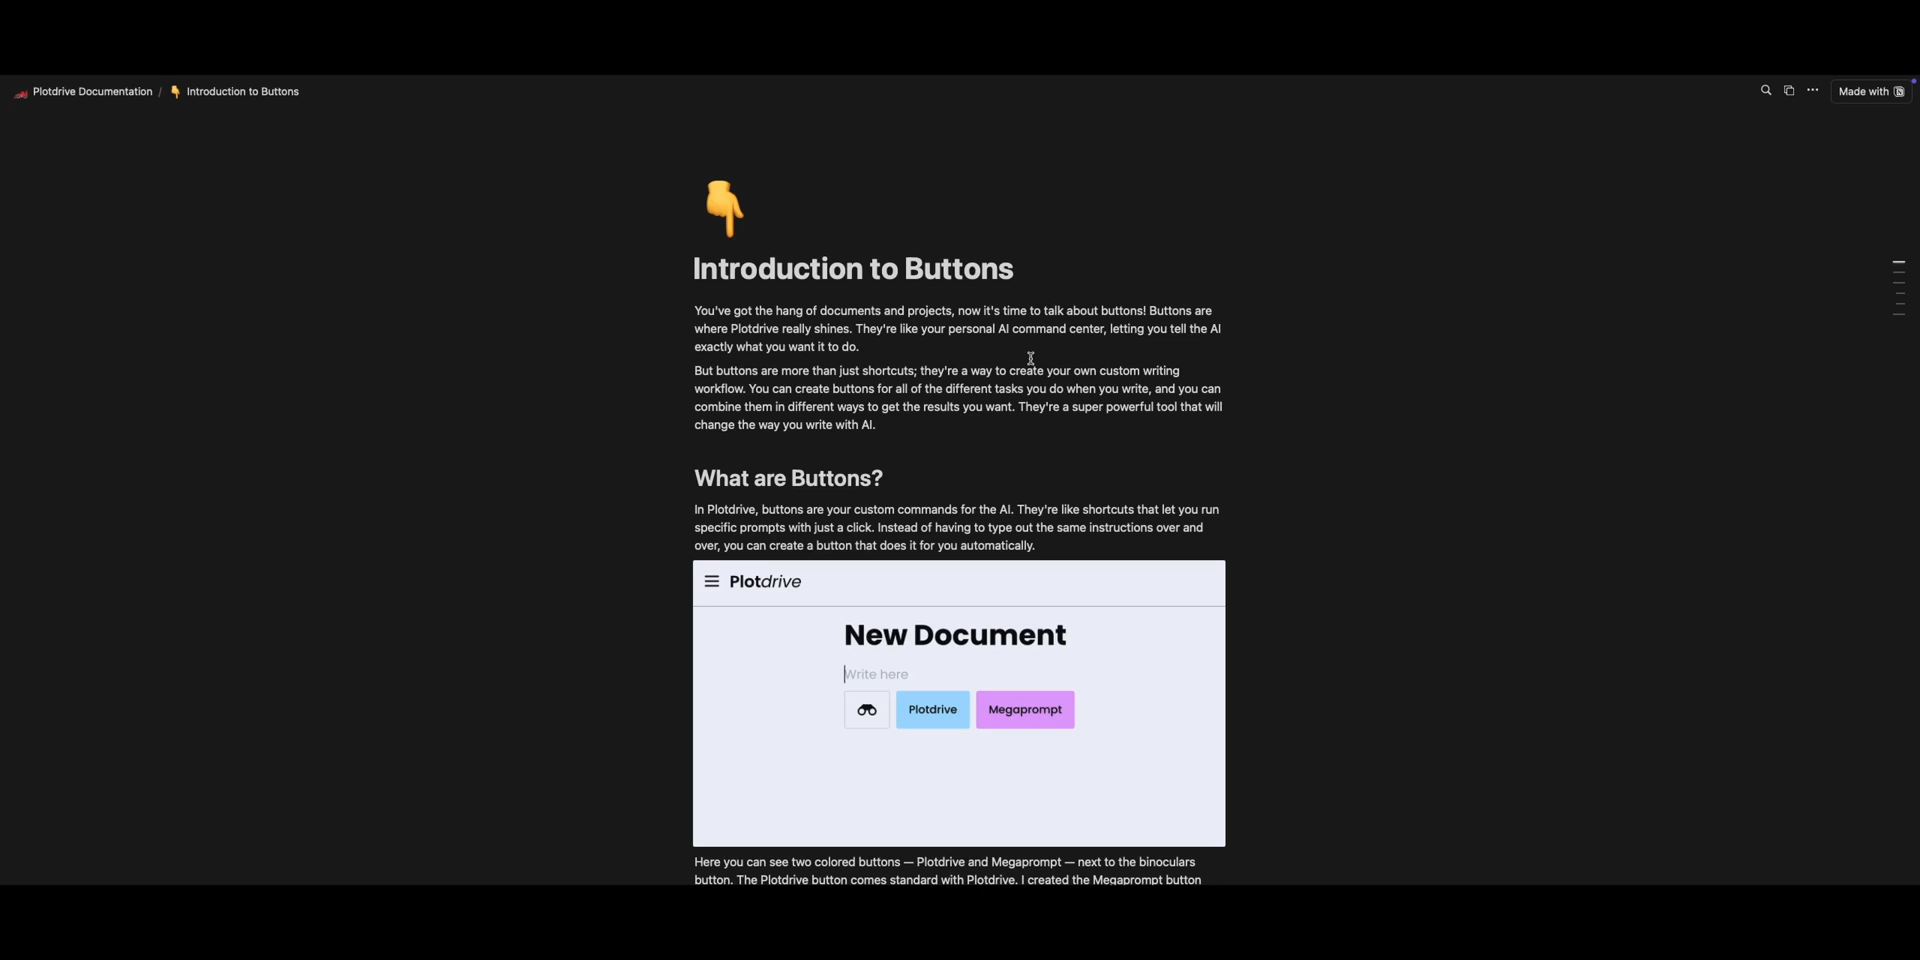 Plotdrive Documentation / Introduction to Buttons
Made with
Introduction to Buttons
You've got the hang of documents and projects, now it's time to talk about buttons! Buttons are
where Plotdrive really shines. They're like your personal AI command center, letting you tell the AI
exactly what you want it to do.
But buttons are more than just shortcuts; they're a way to create your own custom writing
workflow. You can create buttons for all of the different tasks you do when you write, and you can
combine them in different ways to get the results you want. They're a super powerful tool that will
change the way you write with AI.
What are Buttons?
In Plotdrive, buttons are your custom commands for the AI. They're like shortcuts that let you run
specific prompts with just a click. Instead of having to type out the same instructions over and
over, you can create a button that does it for you automatically.
Plotdrive
New Document
Write here
Plotdrive Megaprompt
Here you can see two colored buttons — Plotdrive and Megaprompt — next to the binoculars
button. The Plotdrive button comes standard with Plotdrive. I created the Megaprompt button